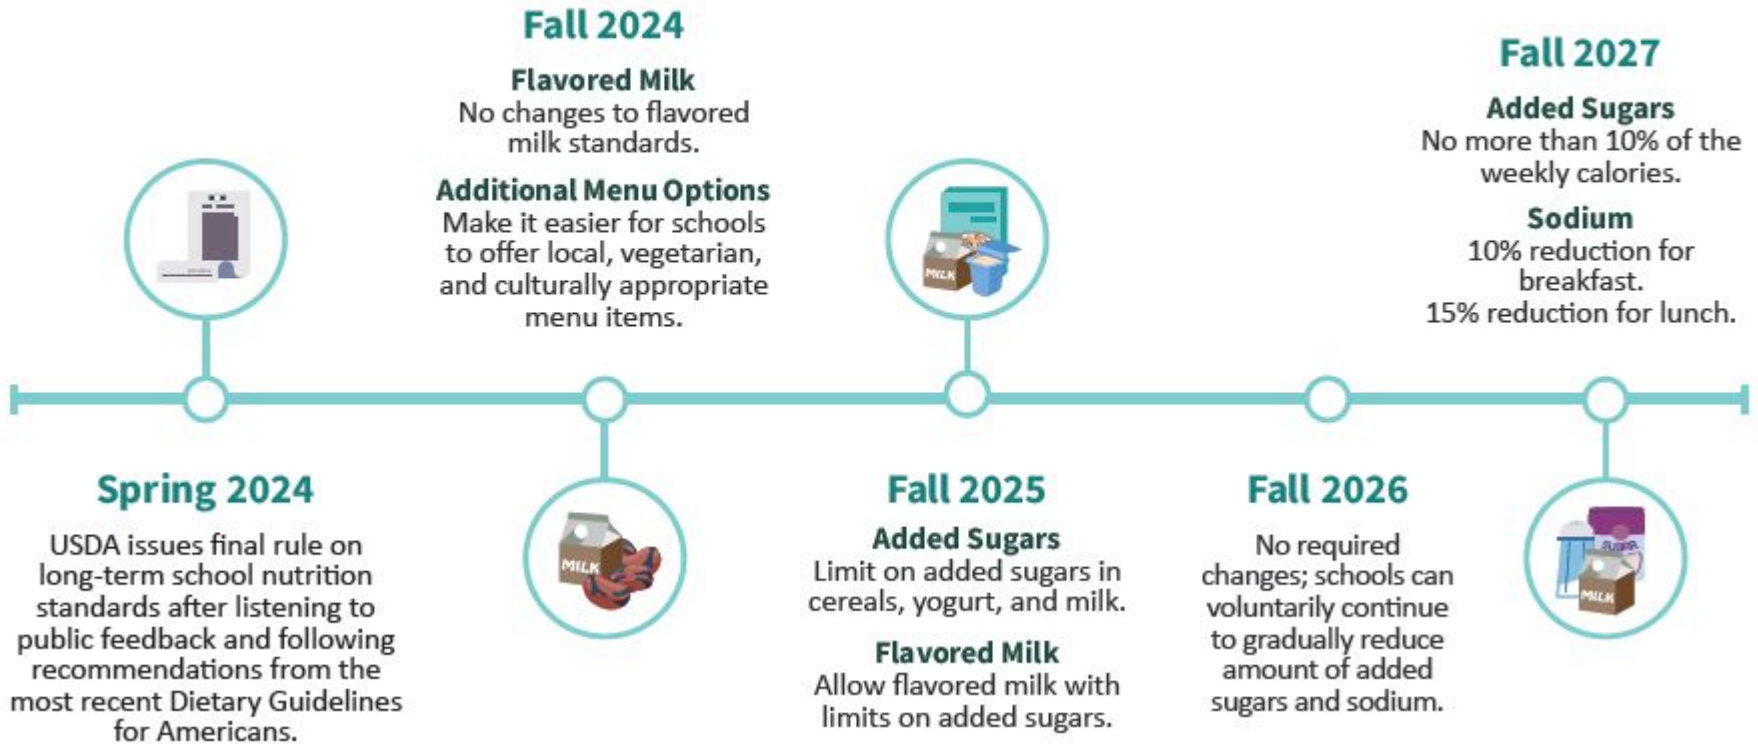 Spring 2024
USDA issues final rule on
long-term school nutrition
standards after listening to
public feedback and following
recommendations from the
most recent Dietary Guidelines
for Americans.
Fall 2024
Flavored Milk
No changes to flavored
milk standards.
Additional Menu Options
Make it easier for schools
to offer local, vegetarian,
and culturally appropriate
menu items.
MILK
MILK
Fall 2025
Added Sugars
Limit on added sugars in
cereals, yogurt, and milk.
Flavored Milk
Allow flavored milk with
limits on added sugars.
Fall 2026
No required
changes; schools can
voluntarily continue
to gradually reduce
amount of added
sugars and sodium.
Fall 2027
Added Sugars
No more than 10% of the
weekly calories.
Sodium
10% reduction for
breakfast.
15% reduction for lunch.
SUGAR
MILK